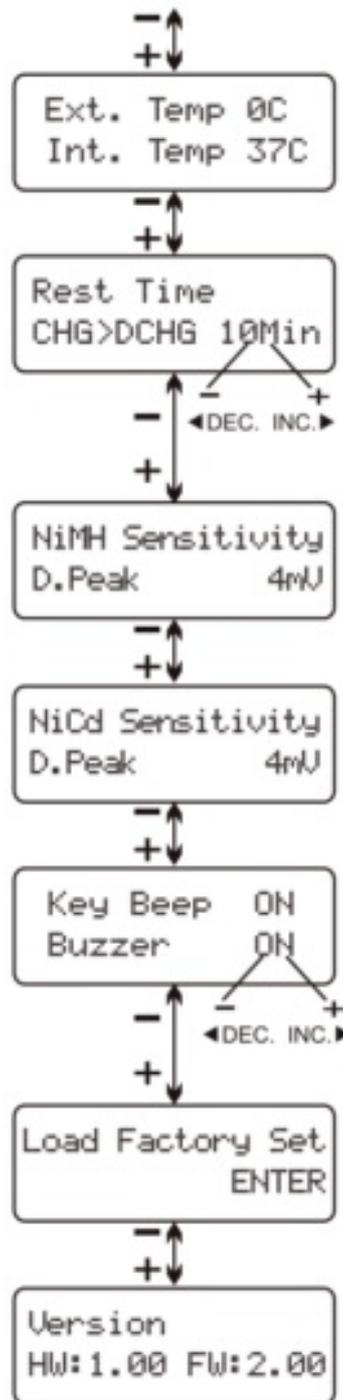 −
+
Ext. Temp 0C
Int. Temp 37C
−
+
Rest Time
CHG>DCHG 10Min
− +
◀DEC. INC.▶
−
+
NiMH Sensitivity
D.Peak 4mV
−
+
NiCd Sensitivity
D.Peak 4mV
−
+
Key Beep ON
Buzzer ON
− +
◀DEC. INC.▶
−
+
Load Factory Set
ENTER
−
+
Version
HW:1.00 FW:2.00